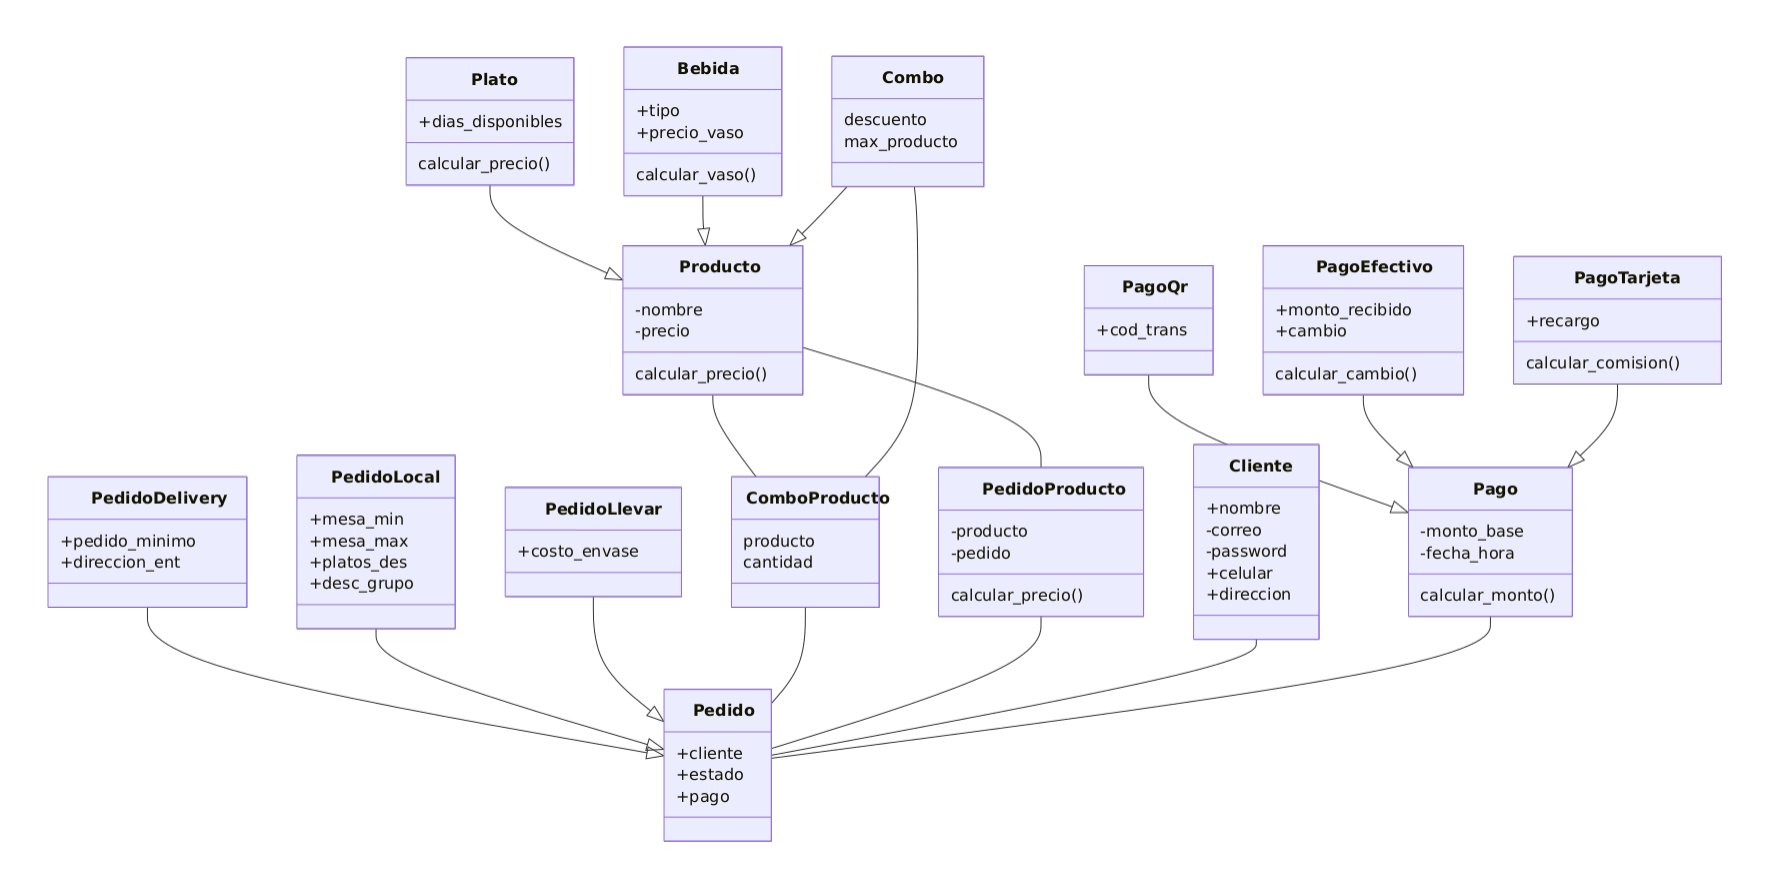 Plato
+dias_disponibles
calcular_precio()
Bebida
+tipo
+precio_vaso
calcular_vaso()
Combo
descuento
max_producto
Producto
-nombre
-precio
calcular_precio()
PagoQr
+cod_trans
PagoEfectivo
+monto_recibido
+cambio
calcular_cambio()
PagoTarjeta
+recargo
calcular_comision()
PedidoDelivery
+pedido_minimo
+direccion_ent
PedidoLocal
+mesa_min
+mesa_max
+platos_des
+desc_grupo
PedidoLlevar
+costo_envase
ComboProducto
producto
cantidad
PedidoProducto
-producto
-pedido
calcular_precio()
Cliente
+nombre
-correo
-password
+celular
+direccion
Pago
-monto_base
-fecha_hora
calcular_monto()
Pedido
+cliente
+estado
+pago